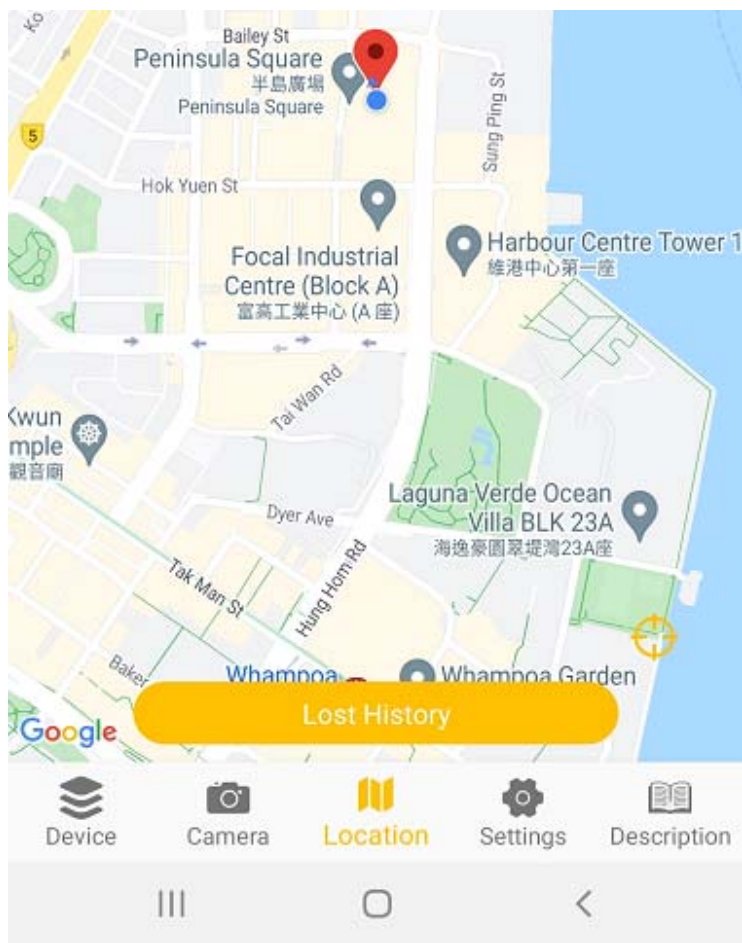 Ko
Bailey St
Peninsula Square
半島廣場
Peninsula Square
Sung Ping St
5
Hok Yuen St
Focal Industrial
Centre (Block A)
富高工業中心 (A 座)
Harbour Centre Tower 1
維港中心第一座
Tai Wan Rd
Kwun
mple
觀音廟
Laguna Verde Ocean
Villa BLK 23A
海逸豪園翠堤灣23A座
Dyer Ave
Hung Hom Rd
Tak Man St
Baker
Whampoa
Whampoa Garden
Lost History
Google
Device
Camera
Location
Settings
Description